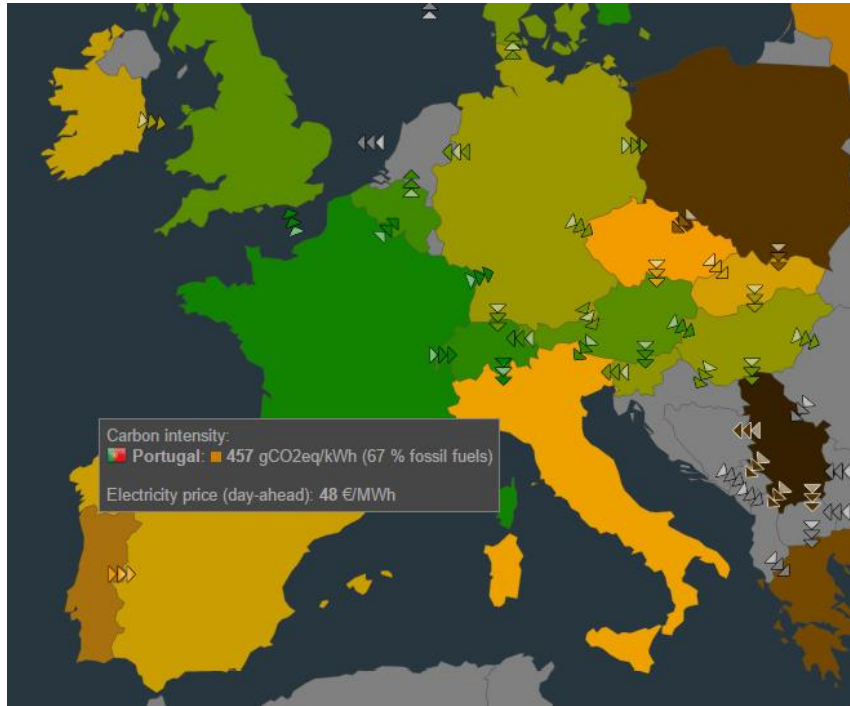 Carbon intensity:
Portugal: 457 gCO2eq/kWh (67 % fossil fuels)
Electricity price (day-ahead): 48 €/MWh